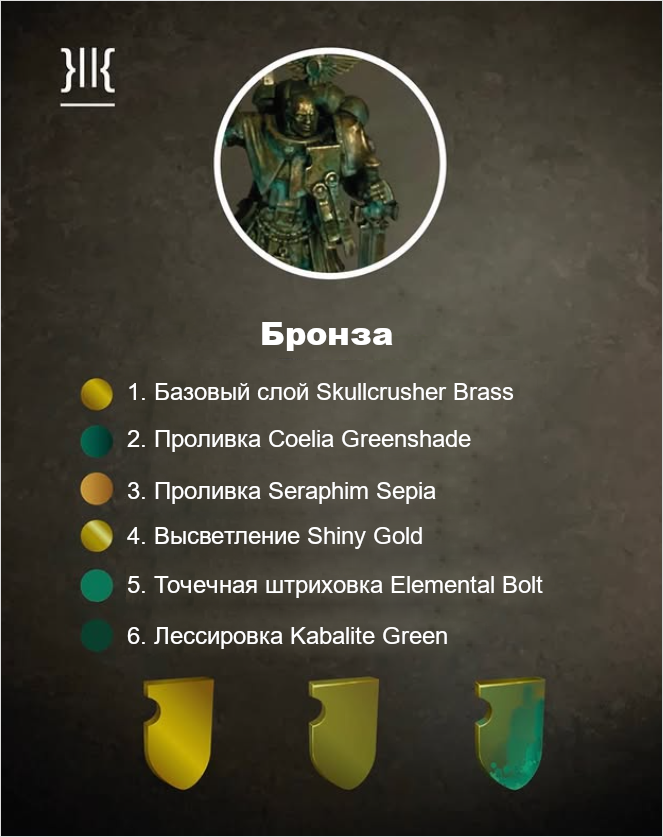 Бронза
1. Базовый слой Skullcrusher Brass
2. Проливка Coelia Greenshade
3. Проливка Seraphim Sepia
4. Высветление Shiny Gold
5. Точечная штриховка Elemental Bolt
6. Лессировка Kabalite Green